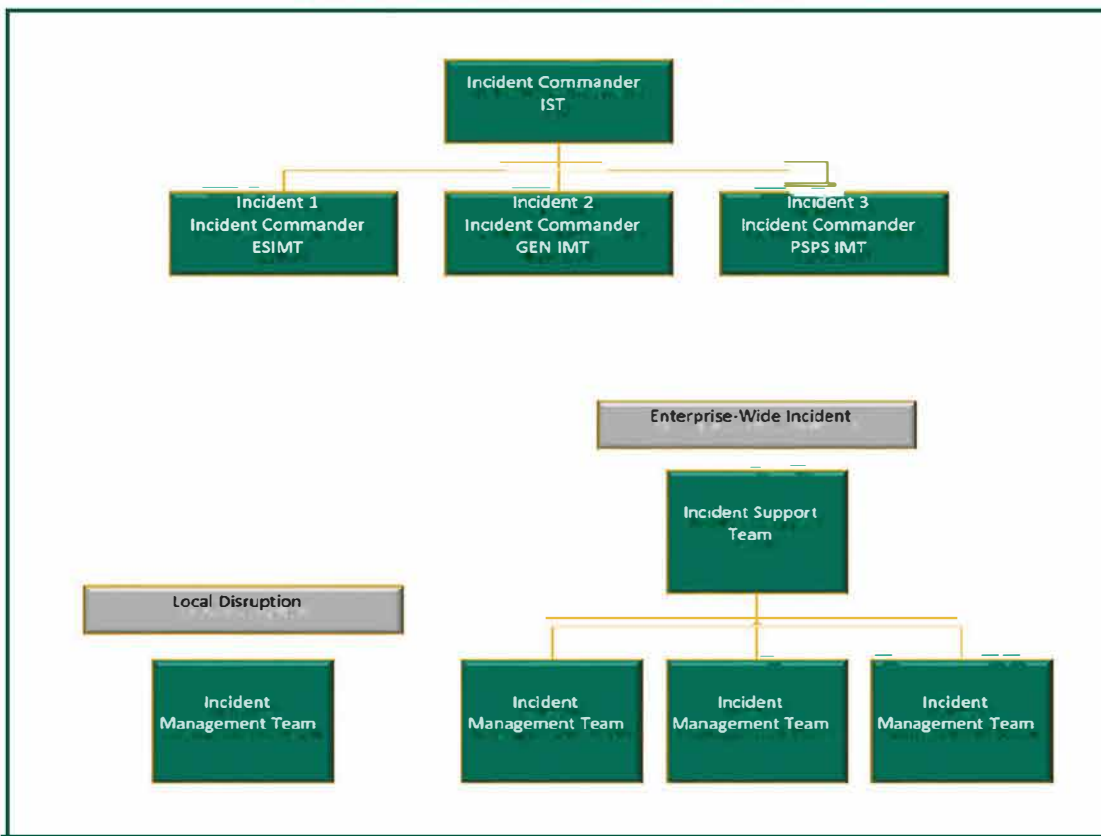 Incident Commander
IST
Incident 1
Incident Commander
ESIMT
Incident 2
Incident Commander
GEN IMT
Incident 3
Incident Commander
PSPS IMT
Enterprise-Wide Incident
Incident Support
Team
Local Disruption
Incident
Management Team
Incident
Management Team
Incident
Management Team
Incident
Management Team